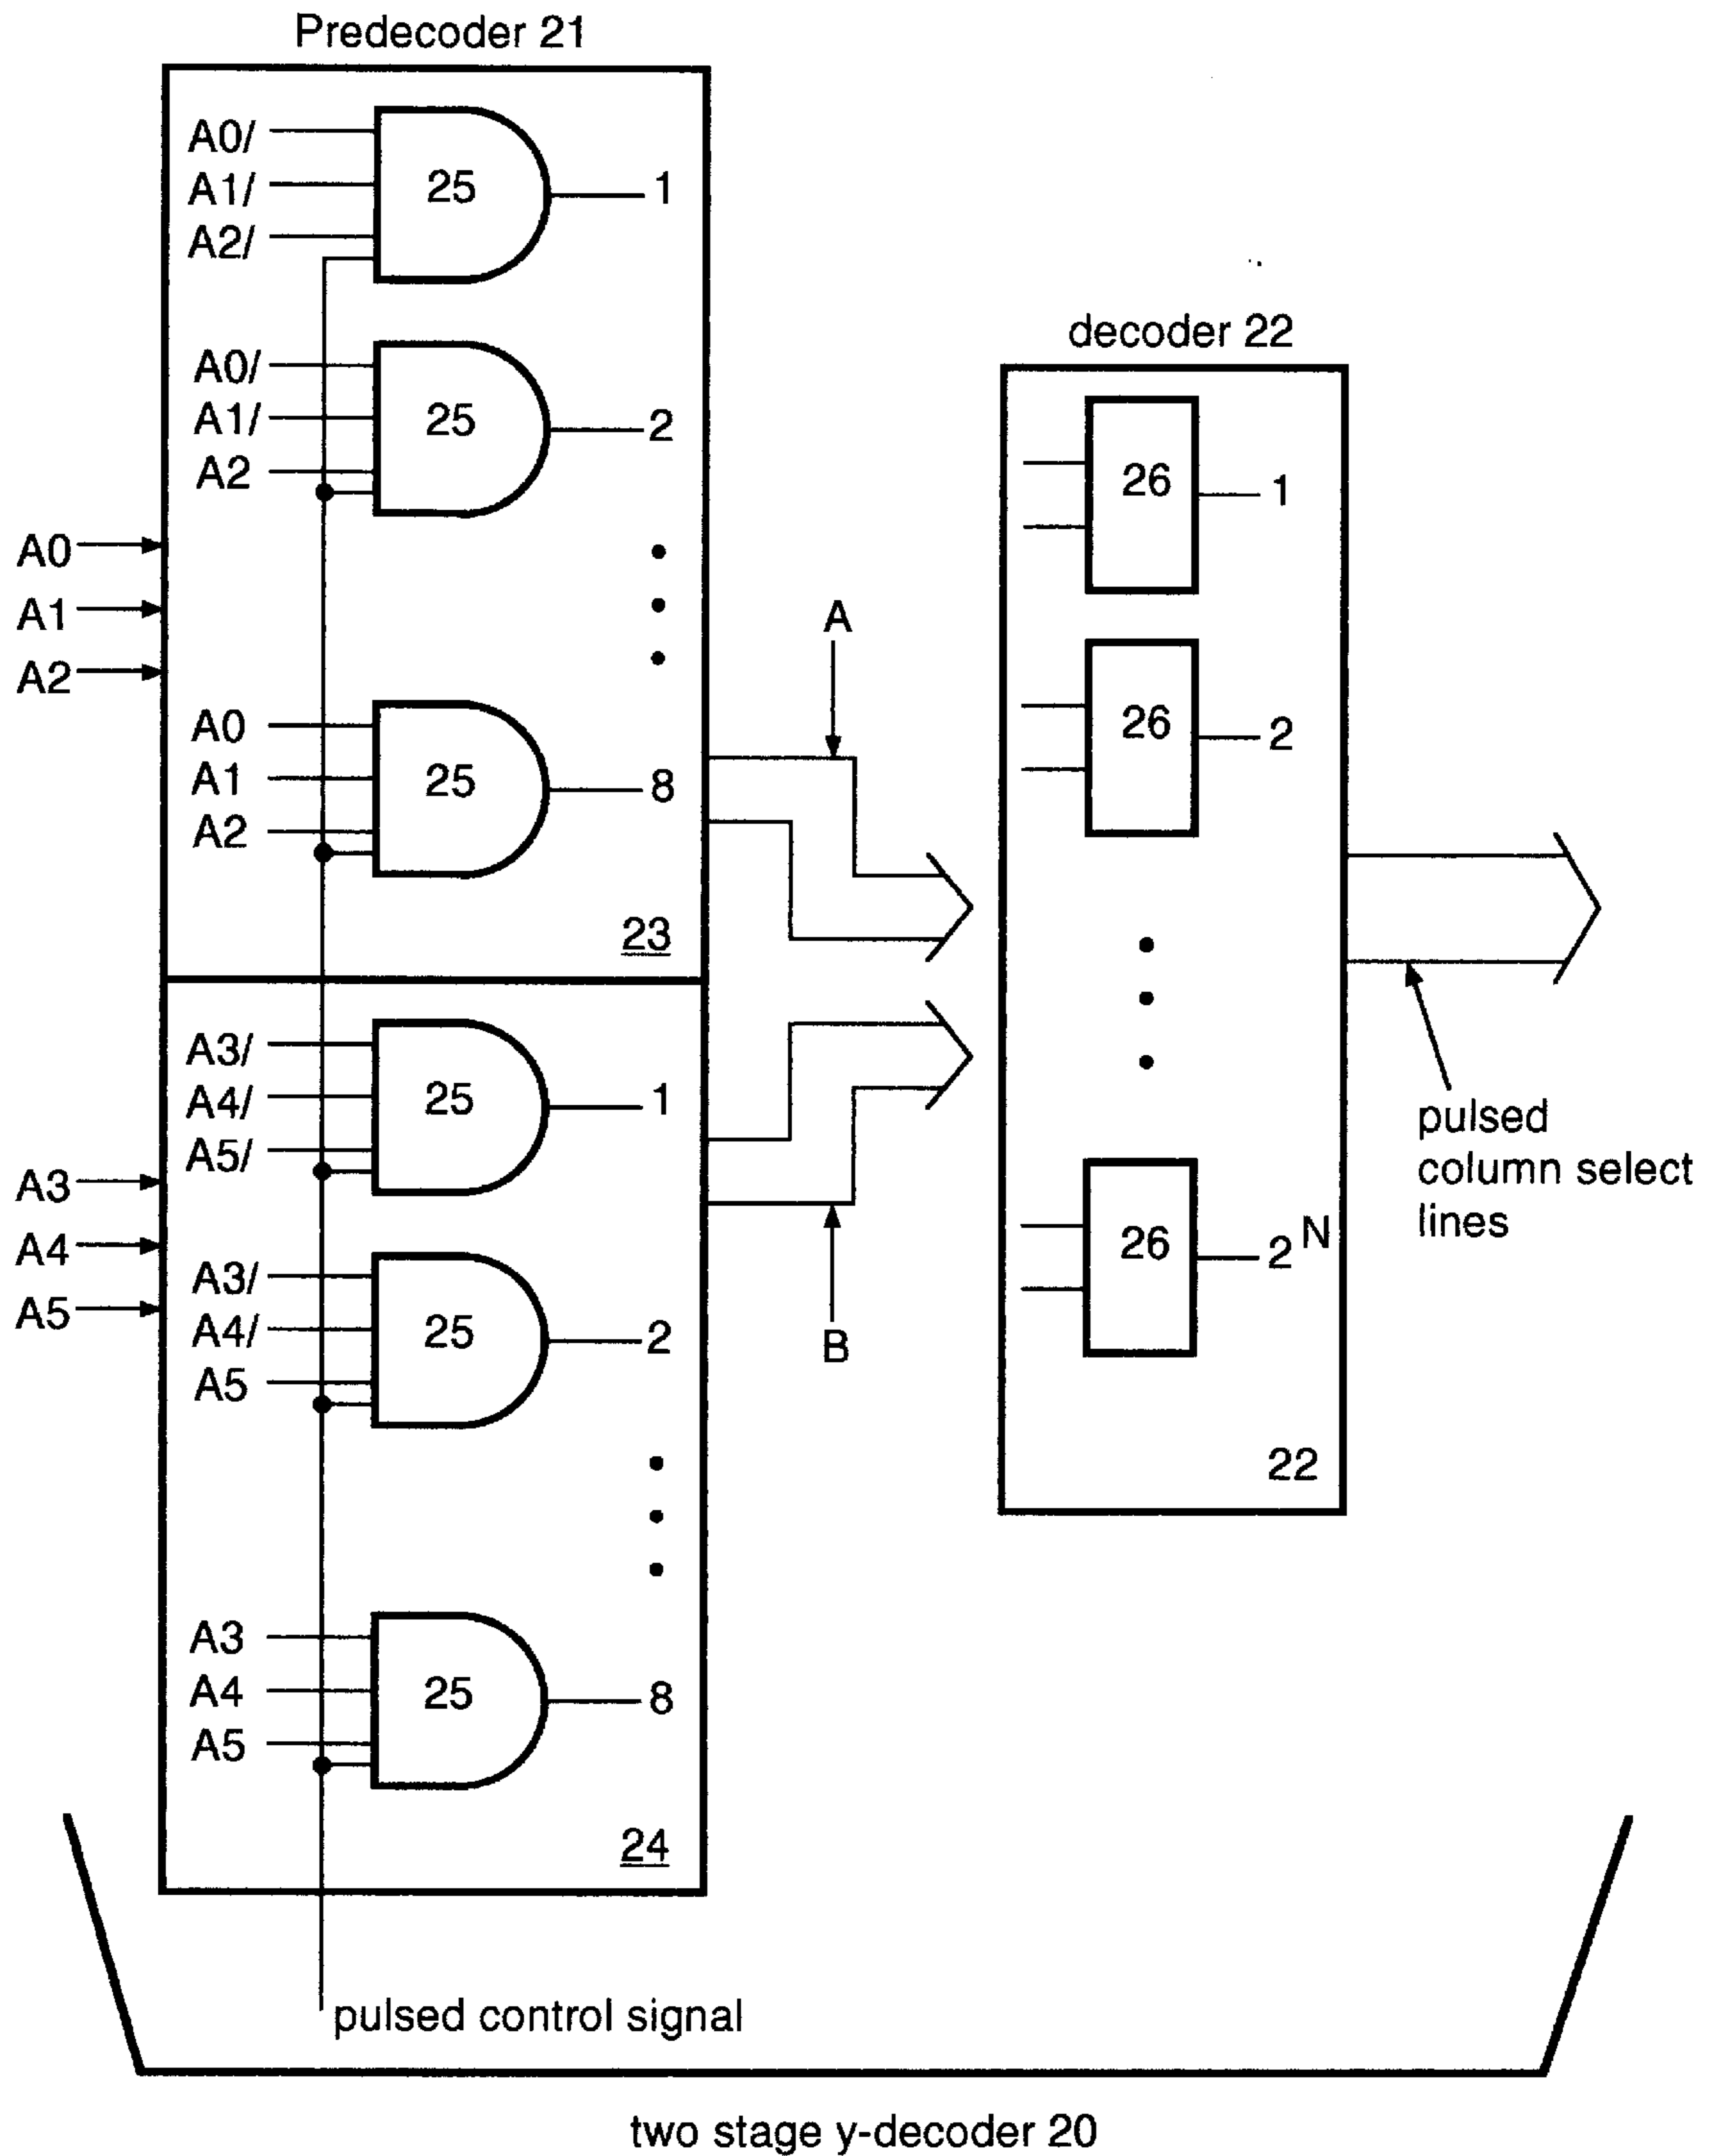 Predecoder 21
A0/
A1/
A2/
25
1
A0/
A1/
A2
25
2
A0
A1
A2
A0
A1
A2
25
8
23
A3/
A4/
A5/
25
1
A3
A4
A5
A3/
A4/
A5
25
2
A3
A4
A5
25
8
24
pulsed control signal
A
B
decoder 22
26
1
26
2
26
2^N
22
pulsed
column select
lines
two stage y-decoder 20